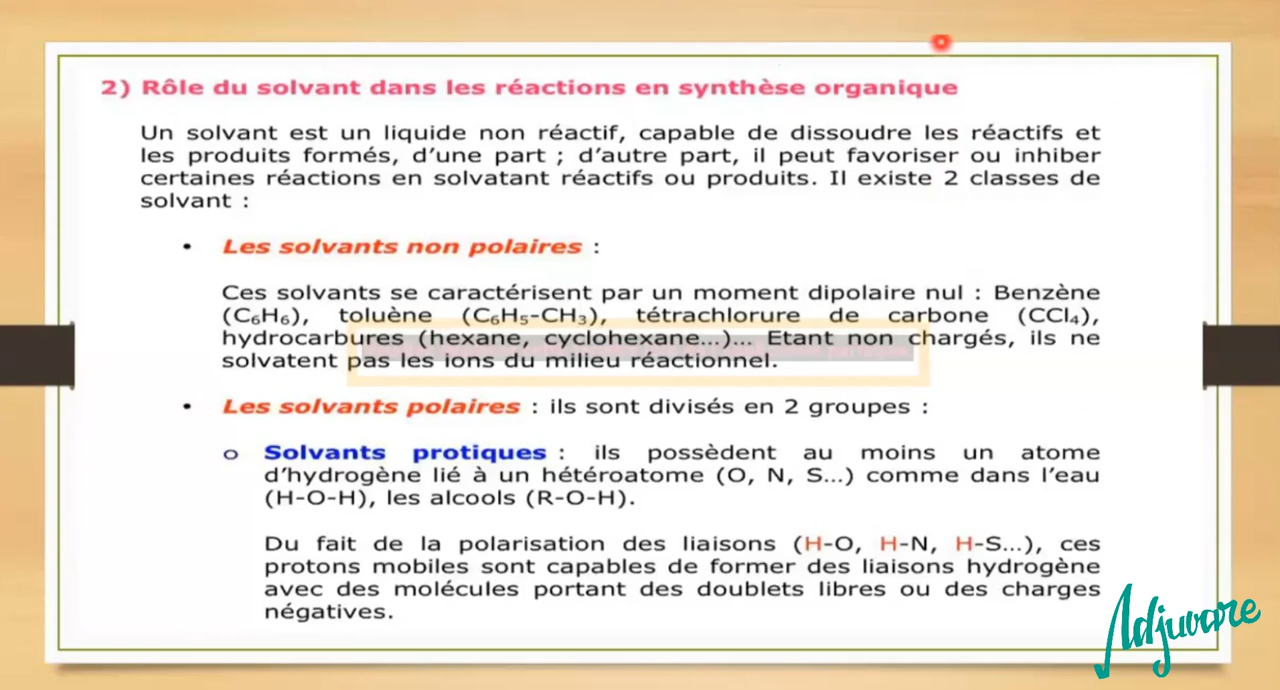 2) Rôle du solvant dans les réactions en synthèse organique
Un solvant est un liquide non réactif, capable de dissoudre les réactifs et
les produits formés, d'une part ; d'autre part, il peut favoriser ou inhiber
certaines réactions en solvatant réactifs ou produits. Il existe 2 classes de
solvant :
• Les solvants non polaires :
Ces solvants se caractérisent par un moment dipolaire nul : Benzène
(C₆H₆), toluène (C₆H₅-CH₃), tétrachlorure de carbone (CCl₄),
hydrocarbures (hexane, cyclohexane...)... Etant non chargés, ils ne
solvatent pas les ions du milieu réactionnel.
• Les solvants polaires : ils sont divisés en 2 groupes :
o Solvants protiques : ils possèdent au moins un atome
d'hydrogène lié à un hétéroatome (O, N, S...) comme dans l'eau
(H-O-H), les alcools (R-O-H).
Du fait de la polarisation des liaisons (H-O, H-N, H-S...), ces
protons mobiles sont capables de former des liaisons hydrogène
avec des molécules portant des doublets libres ou des charges
négatives.
Adjuvare